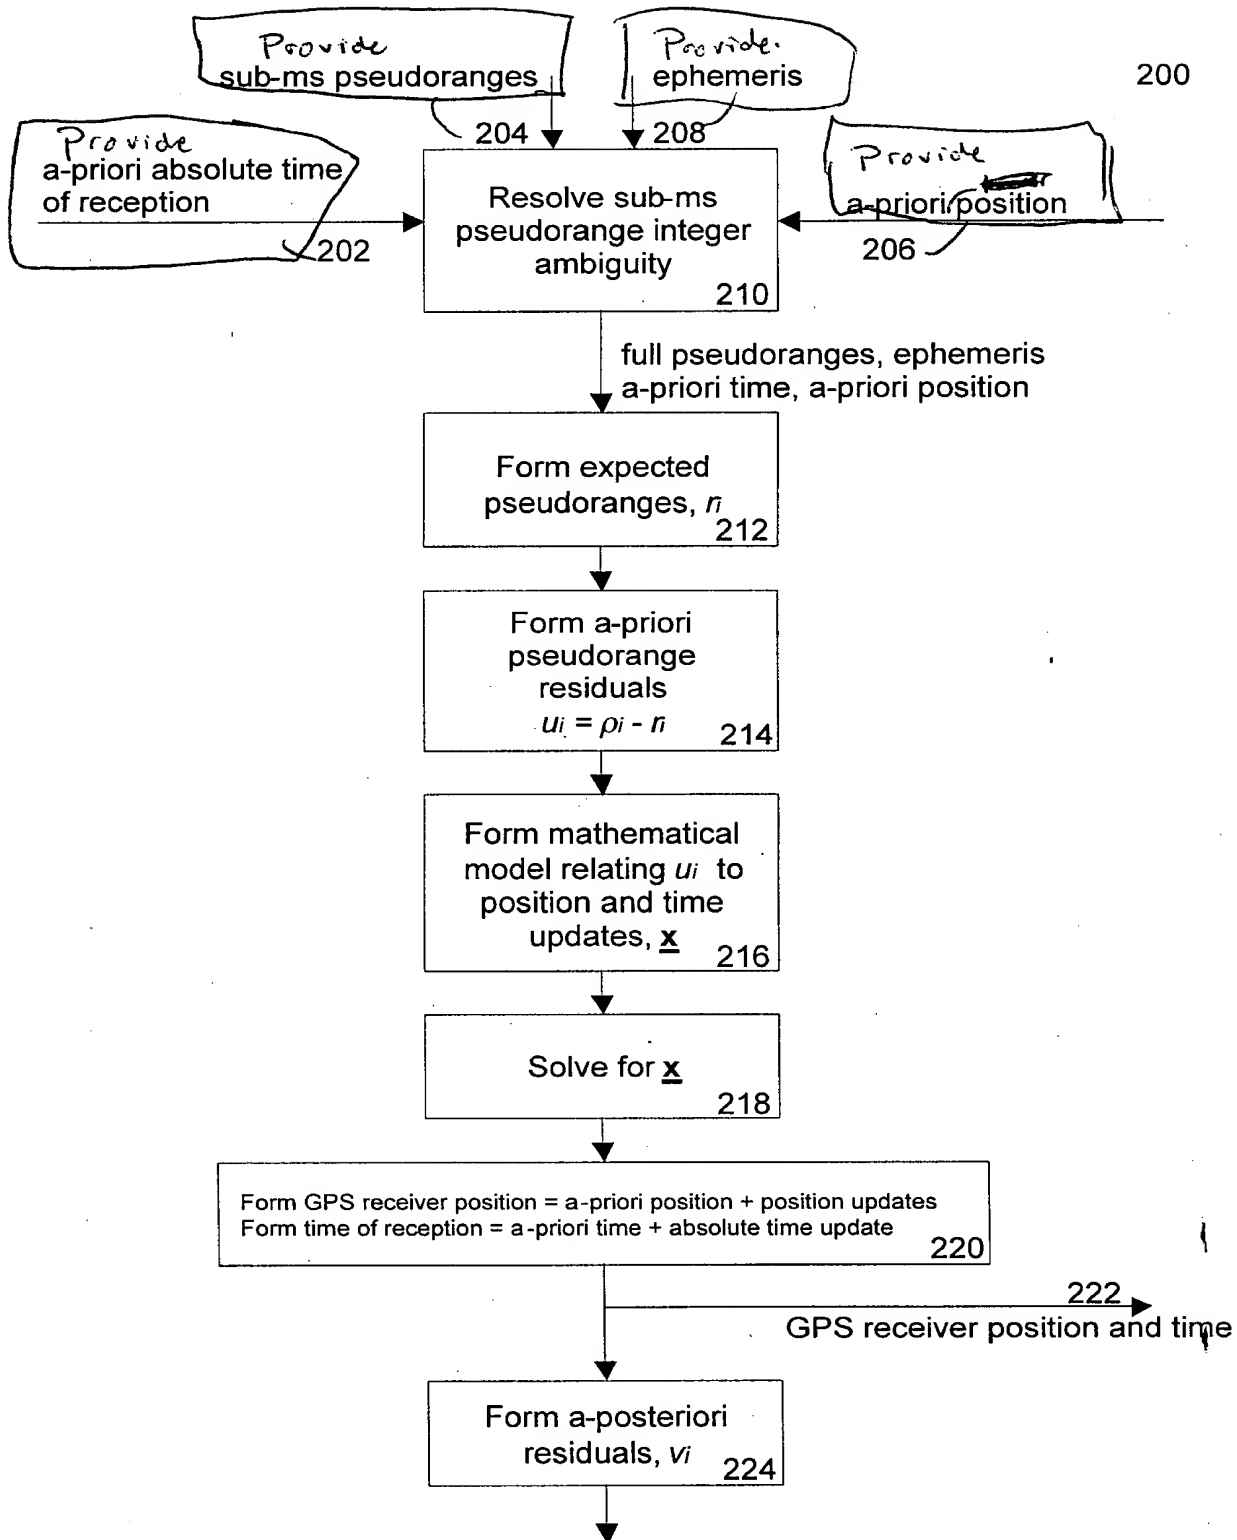 Provide
sub-ms pseudoranges
204
Provide.
ephemeris
208
200
Provide
a-priori absolute time
of reception
202
Provide
a-priori position
206
Resolve sub-ms
pseudorange integer
ambiguity
210
full pseudoranges, ephemeris
a-priori time, a-priori position
Form expected
pseudoranges, ri
212
Form a-priori
pseudorange
residuals
ui = ρi - ri
214
Form mathematical
model relating ui to
position and time
updates, x
216
Solve for x
218
Form GPS receiver position = a-priori position + position updates
Form time of reception = a-priori time + absolute time update
220
222
GPS receiver position and time
Form a-posteriori
residuals, vi
224